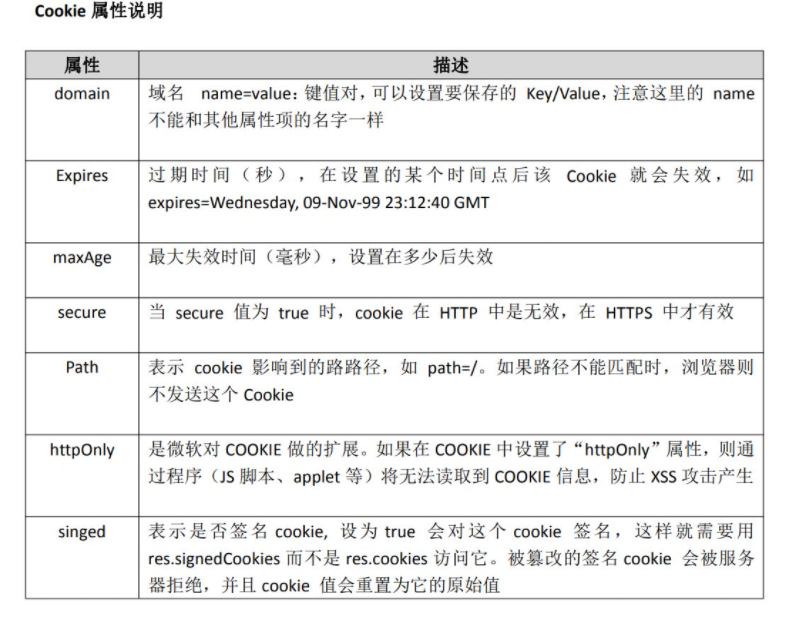 Cookie 属性说明
属性 描述
domain 域名 name=value：键值对，可以设置要保存的 Key/Value，注意这里的 name
不能和其他属性项的名字一样
Expires 过期时间（秒），在设置的某个时间点后该 Cookie 就会失效，如
expires=Wednesday, 09-Nov-99 23:12:40 GMT
maxAge 最大失效时间（毫秒），设置在多少后失效
secure 当 secure 值为 true 时，cookie 在 HTTP 中是无效，在 HTTPS 中才有效
Path 表示 cookie 影响到的路路径，如 path=/。如果路径不能匹配时，浏览器则
不发送这个 Cookie
httpOnly 是微软对 COOKIE 做的扩展。如果在 COOKIE 中设置了“httpOnly”属性，则通
过程序（JS 脚本、applet 等）将无法读取到 COOKIE 信息，防止 XSS 攻击产生
singed 表示是否签名 cookie, 设为 true 会对这个 cookie 签名，这样就需要用
res.signedCookies 而不是 res.cookies 访问它。被篡改的签名 cookie 会被服务
器拒绝，并且 cookie 值会重置为它的原始值